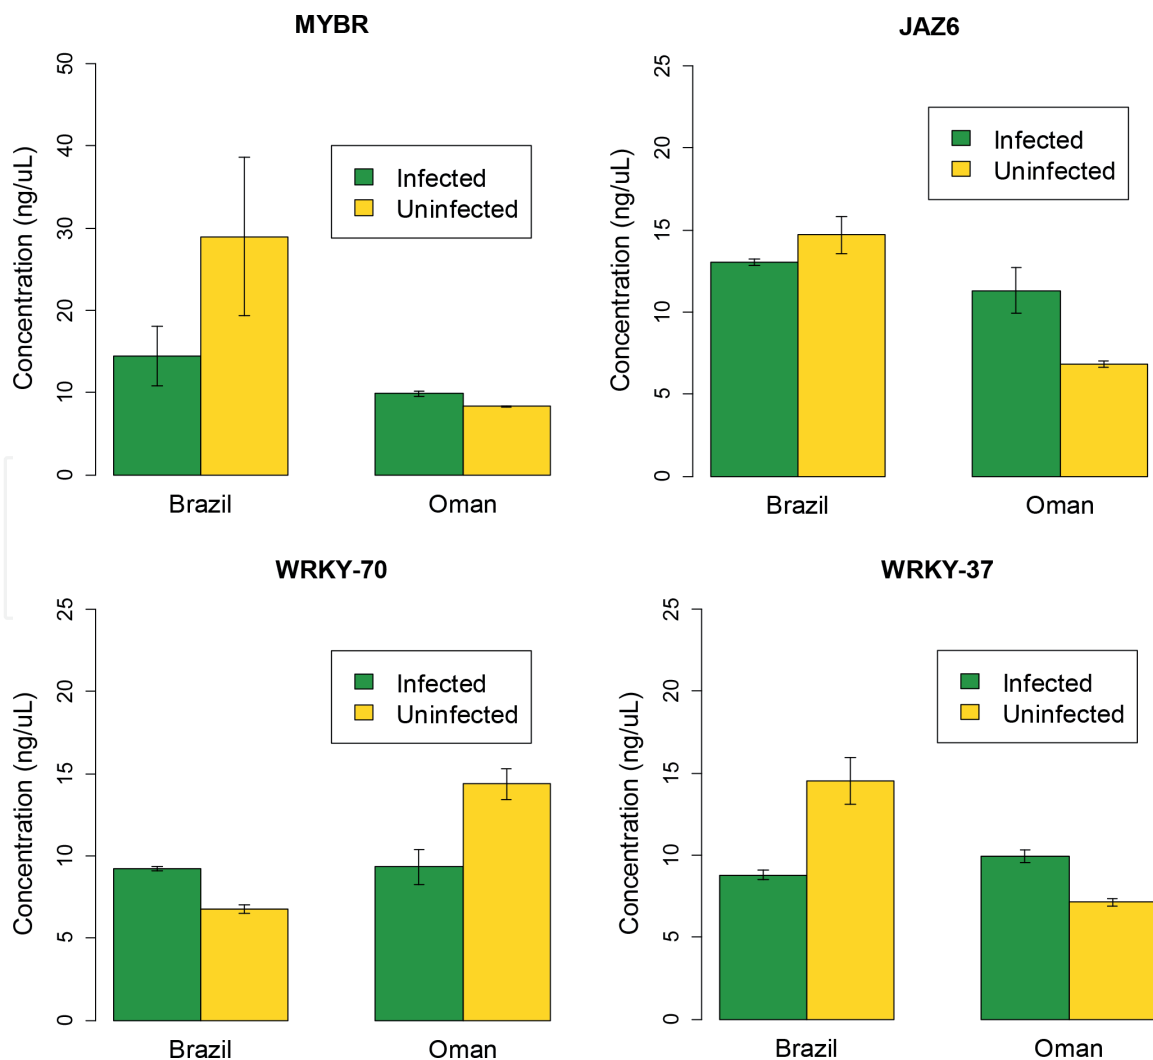 MYBR
Concentration (ng/uL)
50
40
30
20
10
0
Infected
Uninfected
Brazil
Oman
JAZ6
Concentration (ng/uL)
25
20
15
10
5
0
Infected
Uninfected
Brazil
Oman
WRKY-70
Concentration (ng/uL)
25
20
15
10
5
0
Infected
Uninfected
Brazil
Oman
WRKY-37
Concentration (ng/uL)
25
20
15
10
5
0
Infected
Uninfected
Brazil
Oman